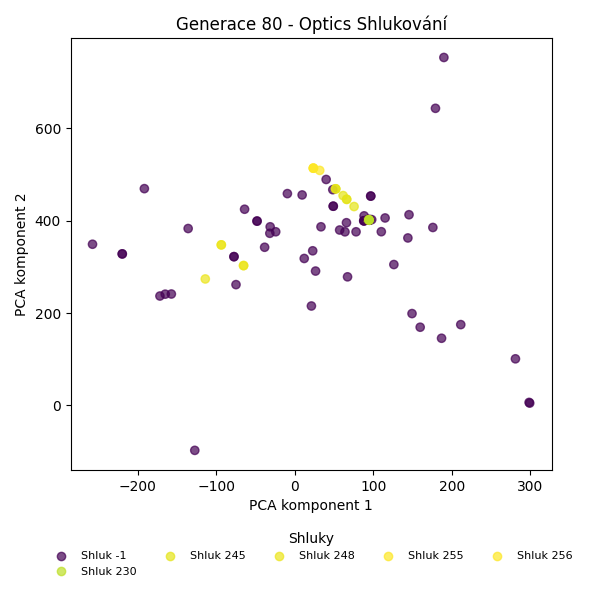 Generace 80 - Optics Shlukování
PCA komponent 2
600
400
200
0
−200 −100 0 100 200 300
PCA komponent 1
Shluky
Shluk -1 Shluk 245 Shluk 248 Shluk 255 Shluk 256
Shluk 230